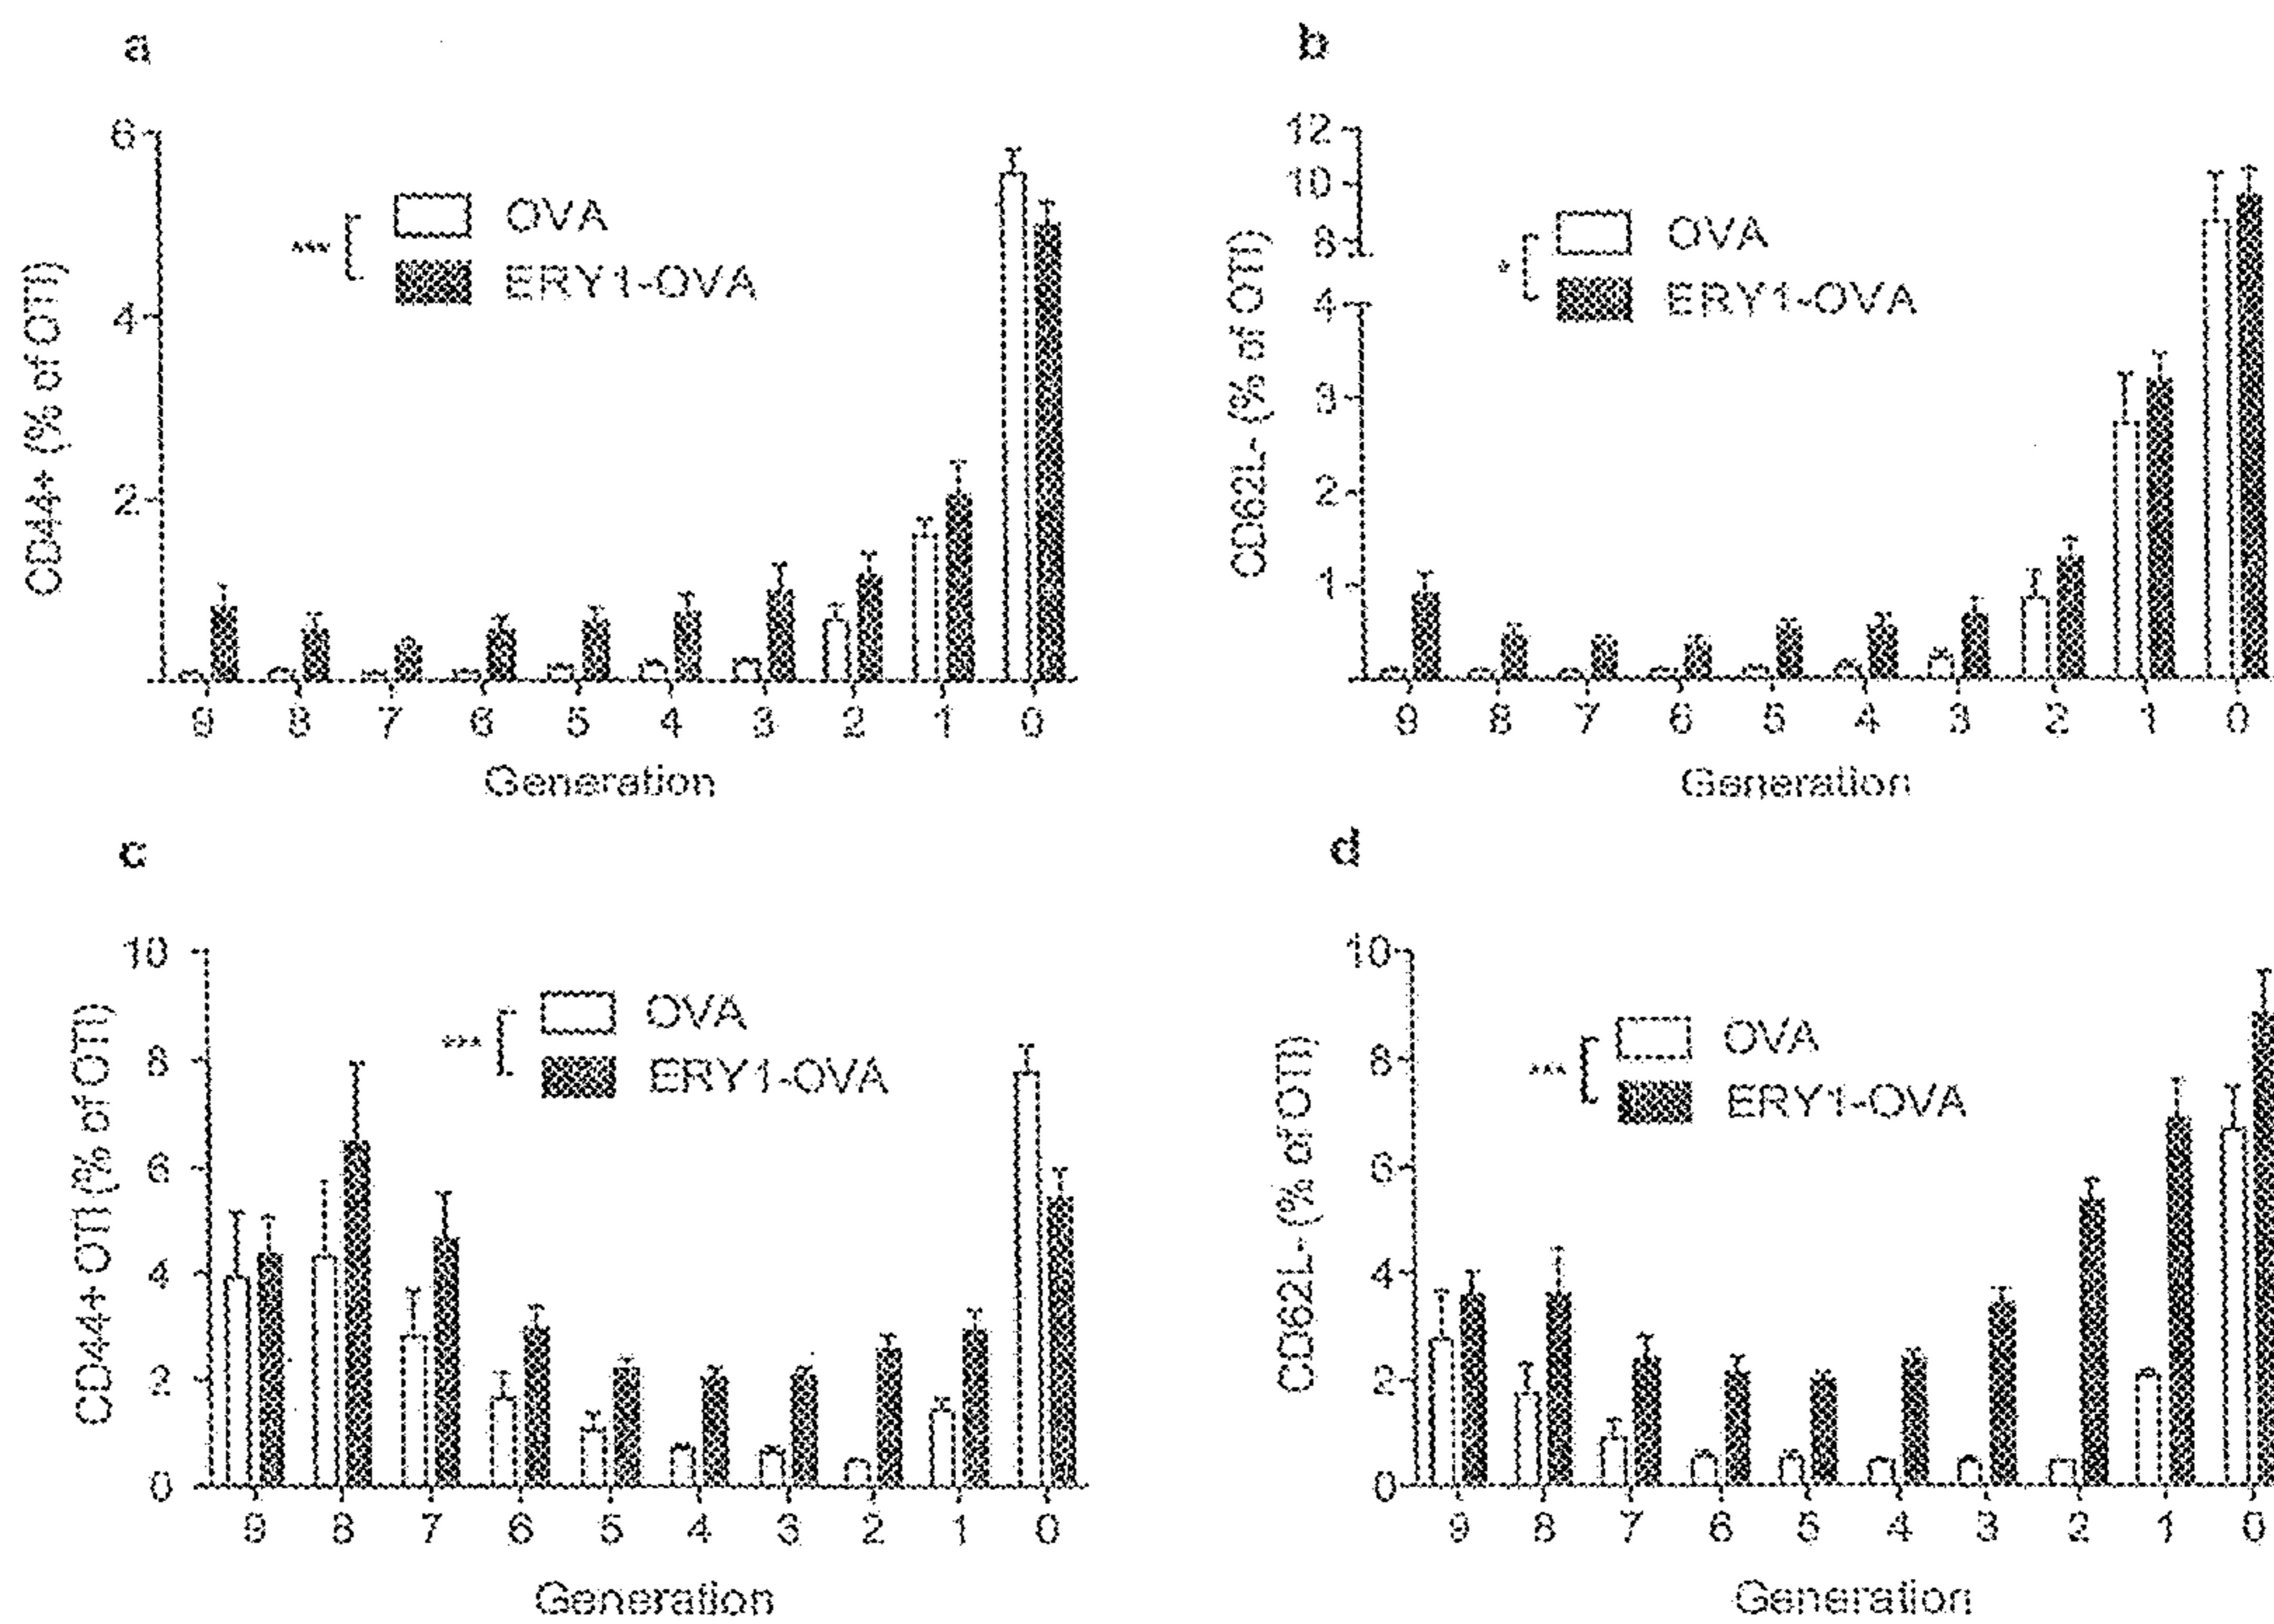 a
6
4
2
CD44+ (% of OTI)
***
OVA
ERY1-OVA
9 8 7 6 5 4 3 2 1 0
Generation
b
12
10
8
4
3
2
1
CD62L- (% of OTI)
*
OVA
ERY1-OVA
9 8 7 6 5 4 3 2 1 0
Generation
c
10
8
6
4
2
0
CD44+ OTI (% of OTI)
***
OVA
ERY1-OVA
9 8 7 6 5 4 3 2 1 0
Generation
d
10
8
6
4
2
0
CD62L- (% of OTI)
***
OVA
ERY1-OVA
9 8 7 6 5 4 3 2 1 0
Generation